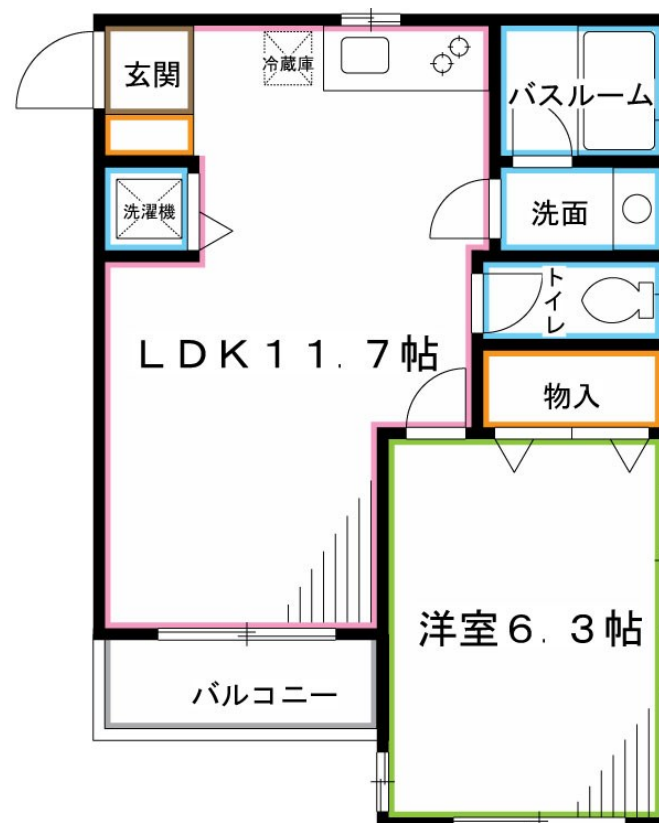 玄関
冷蔵庫
バスルーム
洗濯機
洗面
トイレ
LDK11.7帖
物入
洋室6.3帖
バルコニー